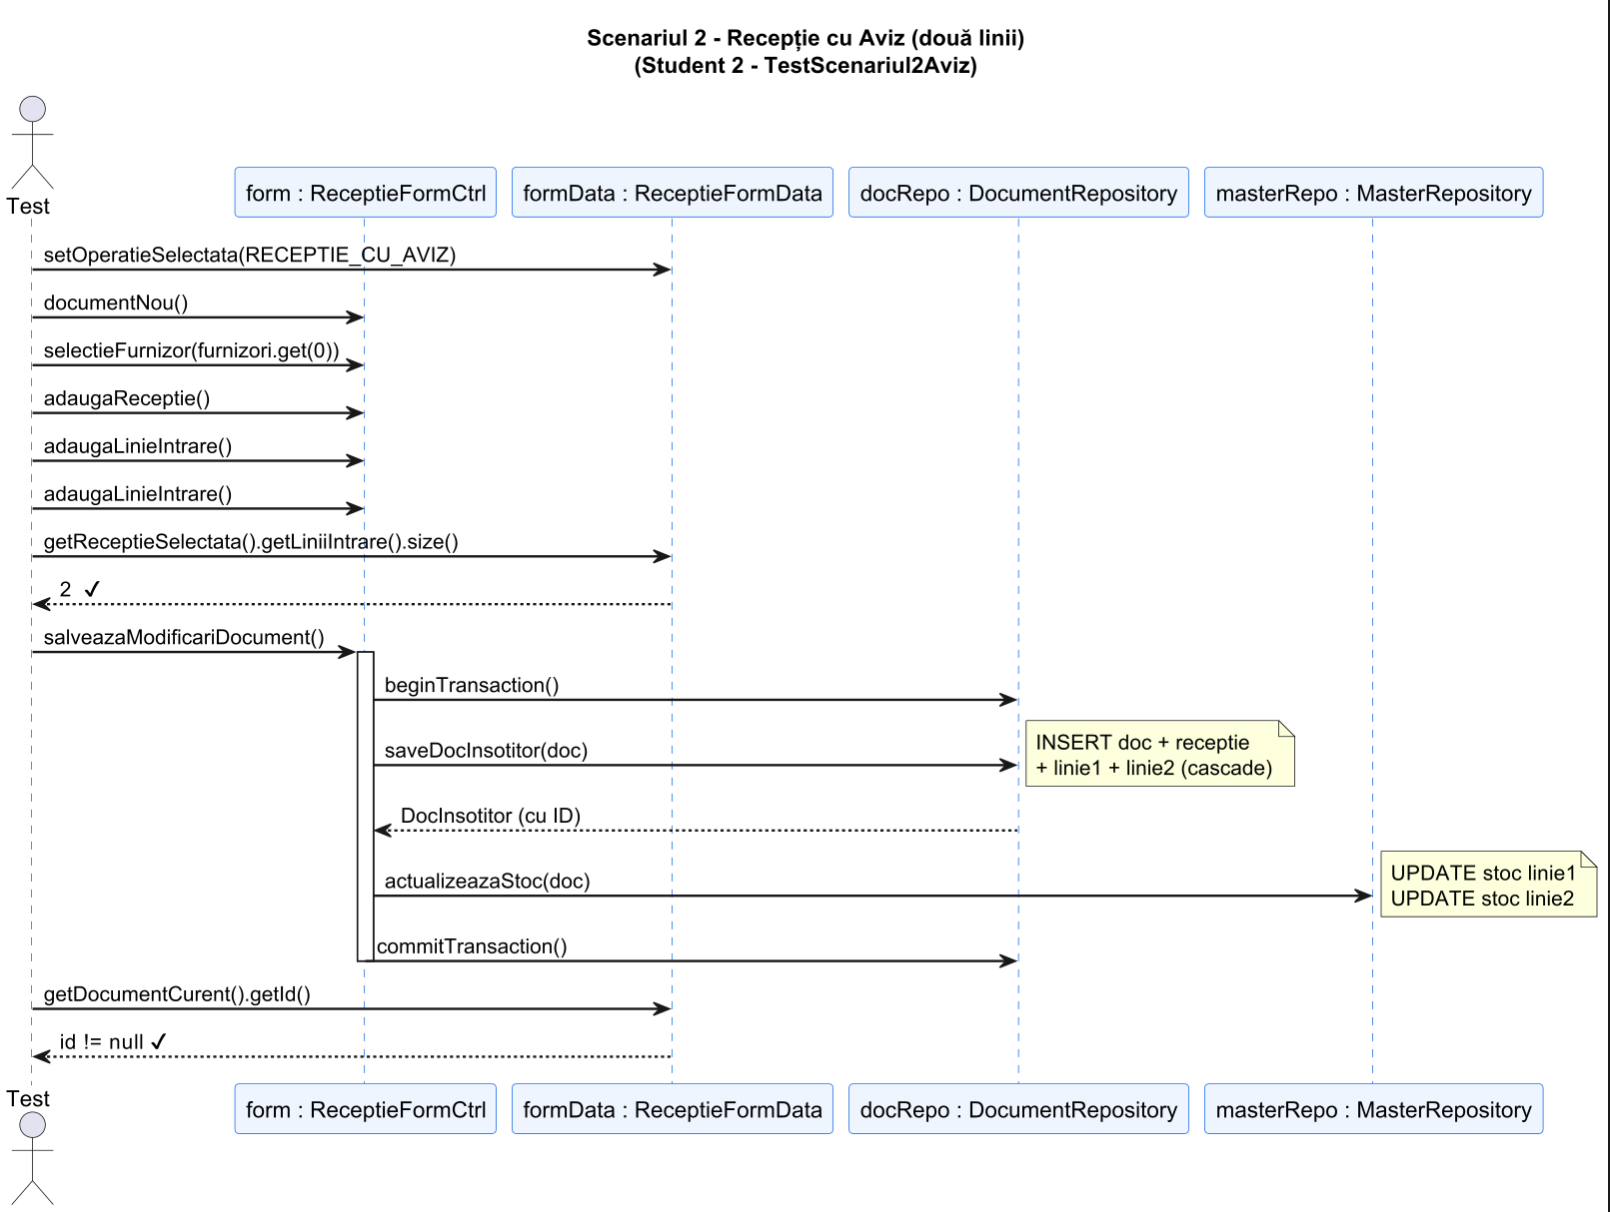 Scenariul 2 - Recepție cu Aviz (două linii)
(Student 2 - TestScenariul2Aviz)
Test
form : ReceptieFormCtrl
formData : ReceptieFormData
docRepo : DocumentRepository
masterRepo : MasterRepository
setOperatieSelectata(RECEPTIE_CU_AVIZ)
documentNou()
selectieFurnizor(furnizori.get(0))
adaugaReceptie()
adaugaLinieIntrare()
adaugaLinieIntrare()
getReceptieSelectata().getLiniiIntrare().size()
2 ✓
salveazaModificariDocument()
beginTransaction()
saveDocInsotitor(doc)
INSERT doc + receptie
+ linie1 + linie2 (cascade)
DocInsotitor (cu ID)
actualizeazaStoc(doc)
UPDATE stoc linie1
UPDATE stoc linie2
commitTransaction()
getDocumentCurent().getId()
id != null ✓
Test
form : ReceptieFormCtrl
formData : ReceptieFormData
docRepo : DocumentRepository
masterRepo : MasterRepository